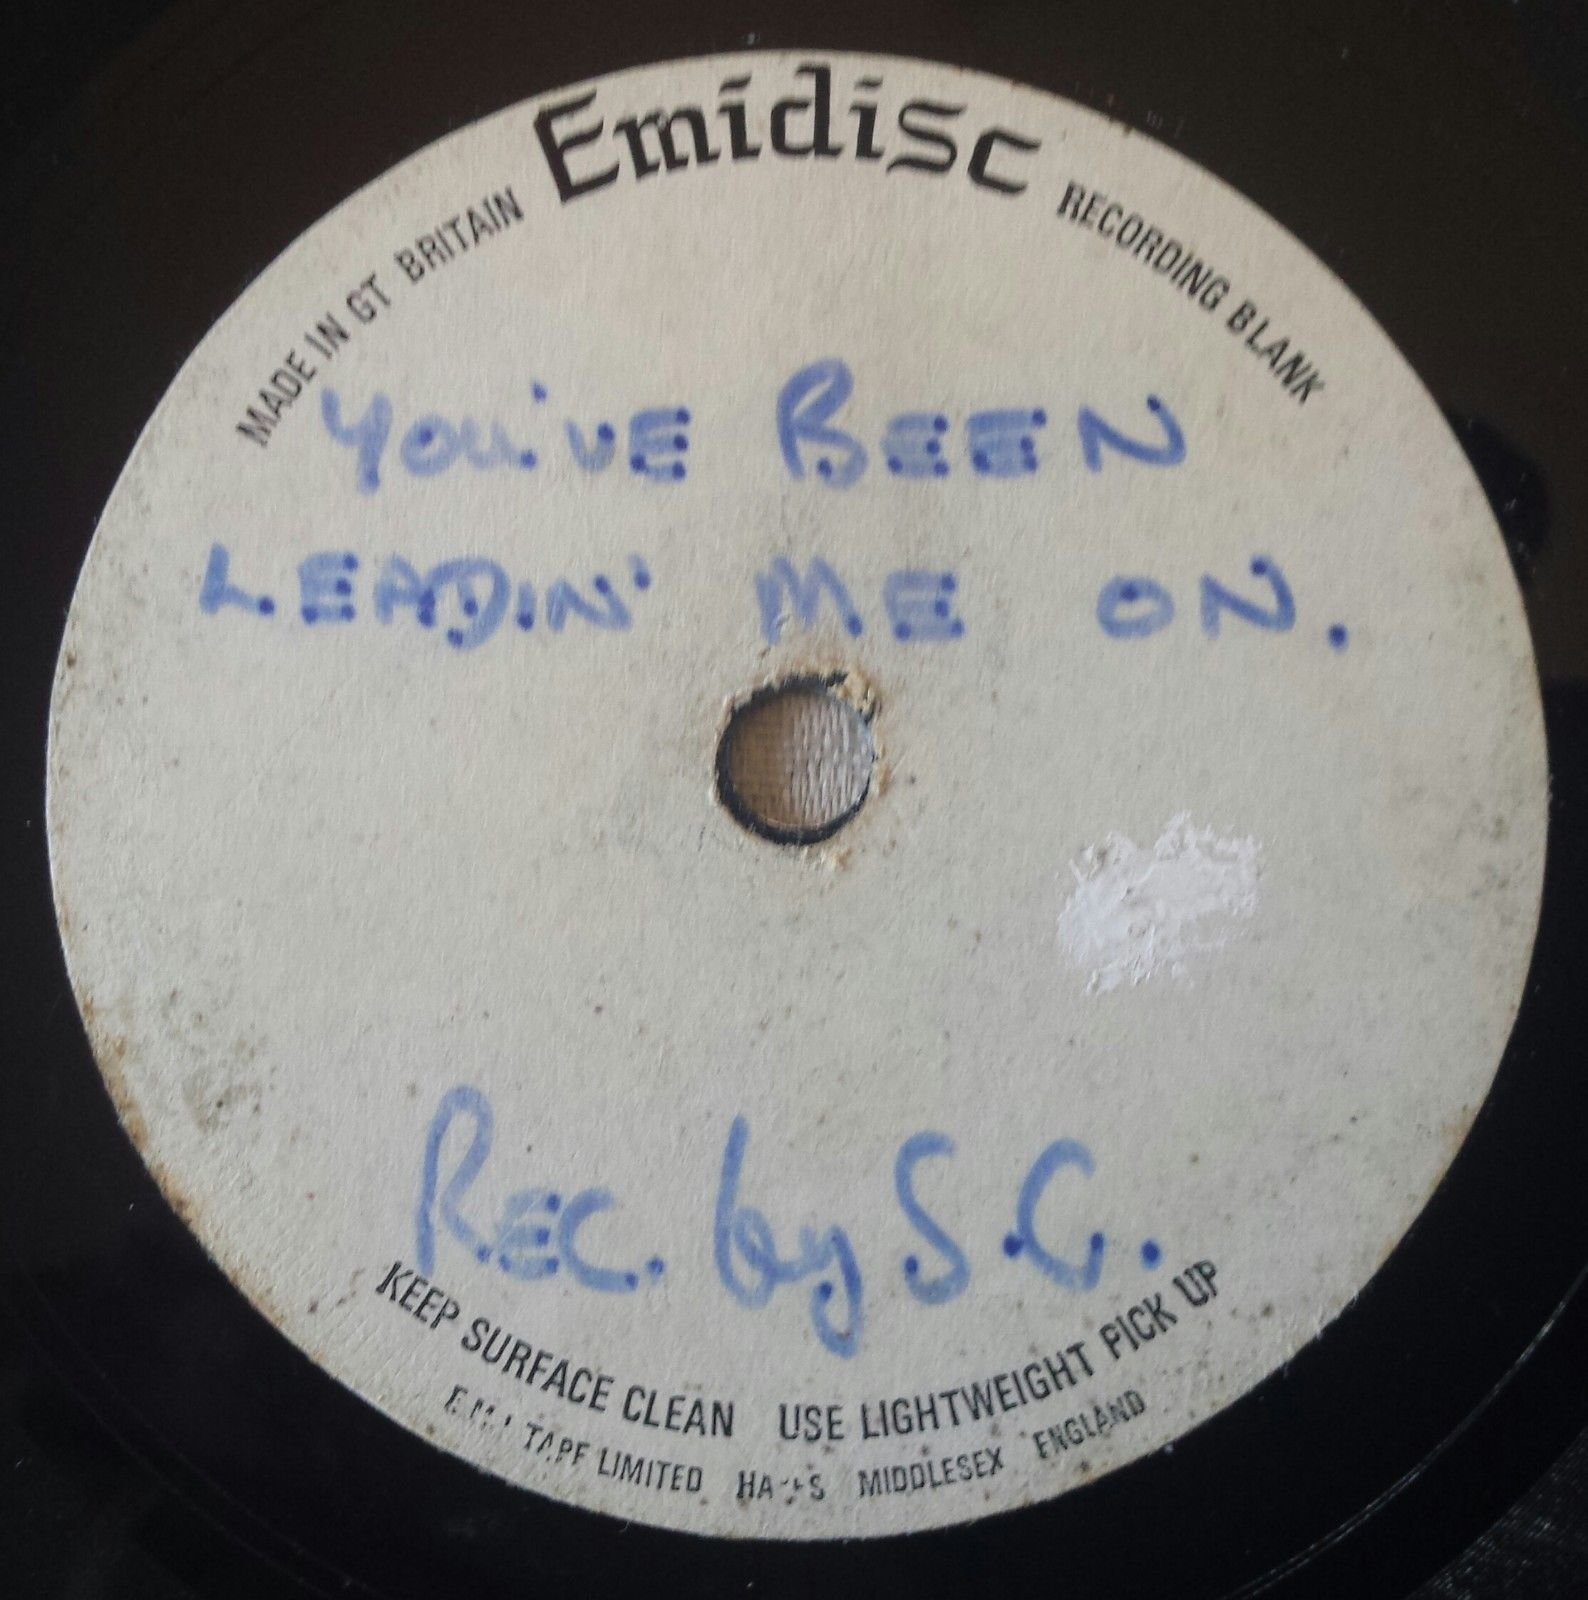 Emidisc
MADE IN GT BRITAIN
RECORDING BLANK
YOU'VE BEEN
LEADIN' ME ON.
REC. by S.G.
KEEP SURFACE CLEAN USE LIGHTWEIGHT PICK UP
E.M.I TAPE LIMITED HAYES MIDDLESEX ENGLAND